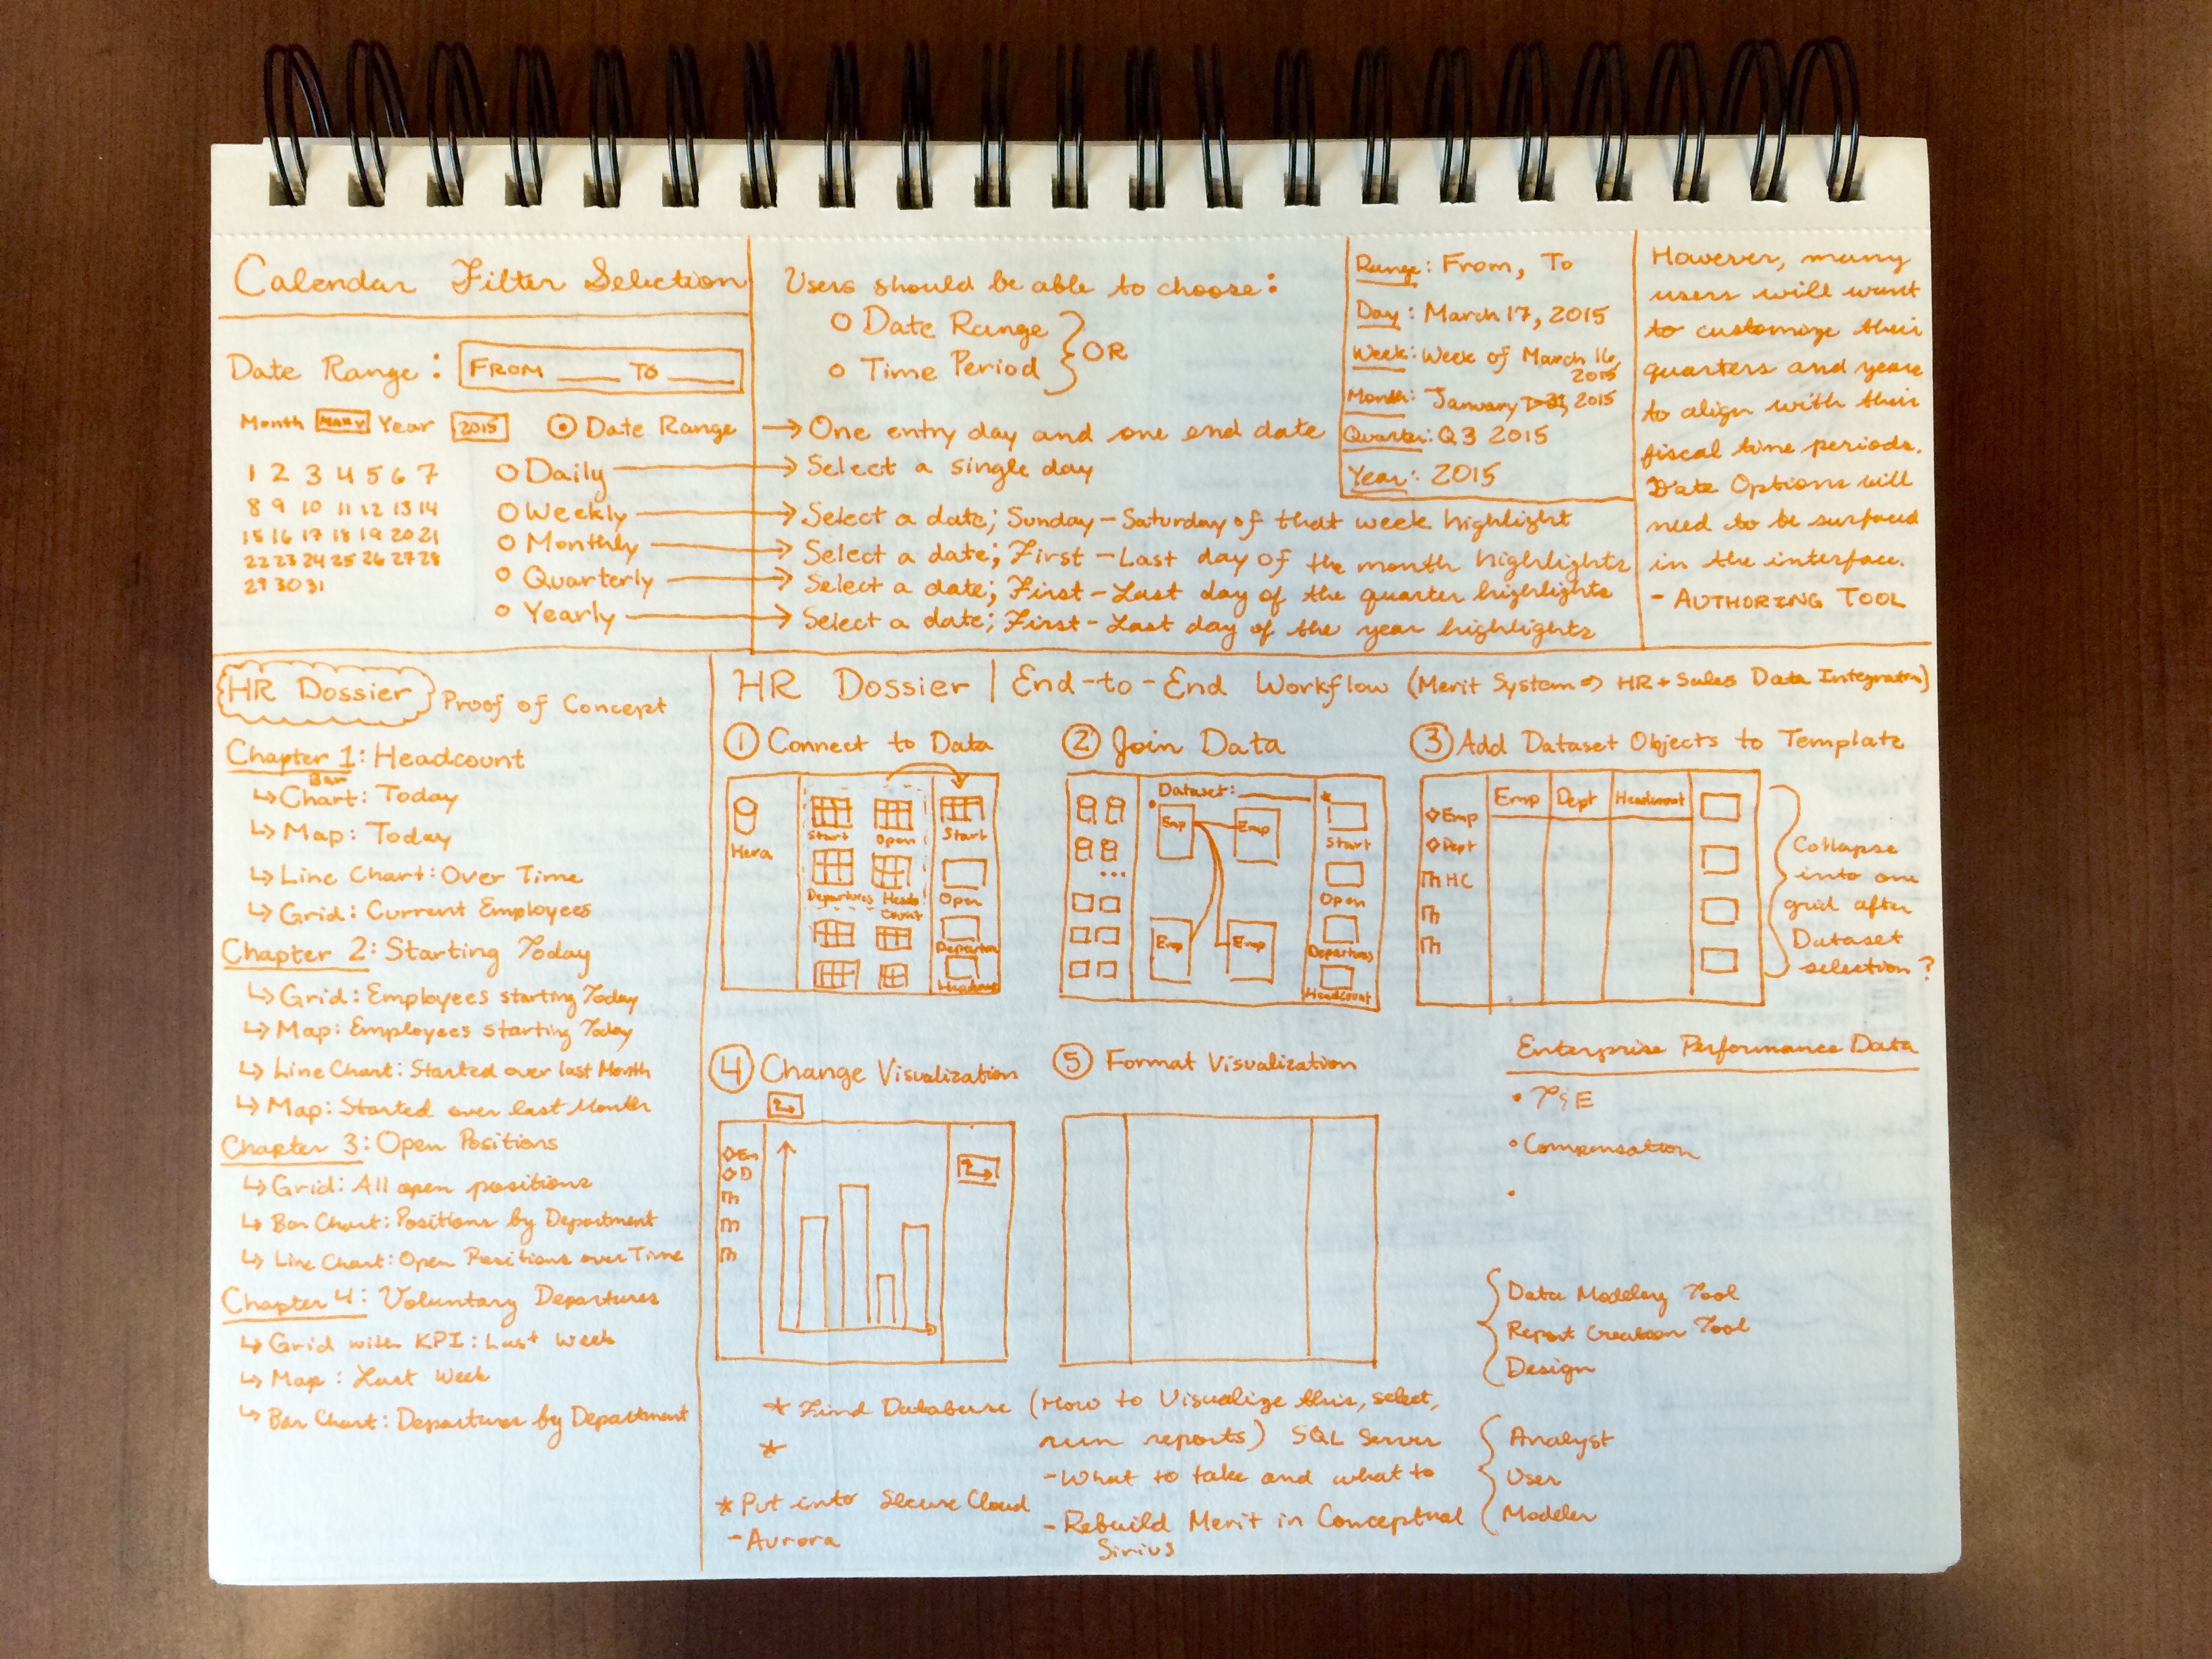 Calendar Filter Selection
Date Range: FROM ____ TO ____
Month Year 2015
1 2 3 4 5 6 7
8 9 10 11 12 13 14
15 16 17 18 19 20 21
22 23 24 25 26 27 28
29 30 31
Date Range
Daily
Weekly
Monthly
Quarterly
Yearly
Users should be able to choose:
Date Range
Time Period
OR
One entry day and one end date
Select a single day
Select a date; Sunday - Saturday of that week highlight
Select a date; First - Last day of the month highlights
Select a date; First - Last day of the quarter highlights
Select a date; First - Last day of the year highlights
Range: From, To
Day: March 17, 2015
Week: Week of March 16,
2015
Month: January 1-31, 2015
Quarter: Q3 2015
Year: 2015
However, many
users will want
to customize their
quarters and years
to align with their
fiscal time periods.
Date Options will
need to be surfaced
in the interface.
- AUTHORING TOOL
HR Dossier Proof of Concept
Chapter 1: Headcount
Bar
↳ Chart: Today
↳ Map: Today
↳ Line Chart: Over Time
↳ Grid: Current Employees
Chapter 2: Starting Today
↳ Grid: Employees starting Today
↳ Map: Employees starting Today
↳ Line Chart: Started over last Month
↳ Map: Started over last Month
Chapter 3: Open Positions
↳ Grid: All open positions
↳ Bar Chart: Positions by Department
↳ Line Chart: Open Positions over Time
Chapter 4: Voluntary Departures
↳ Grid with KPI: Last Week
↳ Map: Last Week
↳ Bar Chart: Departures by Department
HR Dossier | End-to-End Workflow (Merit System => HR + Sales Data Integration)
① Connect to Data
Hera
Start
Open
Departures
Head
Count
Start
Open
Departures
Headcount
② Join Data
Dataset: ____
Emp
Emp
Emp
Emp
Start
Open
Departures
Headcount
③ Add Dataset Objects to Template
Emp
Dept
HC
Emp Dept Headcount
Collapse
into one
grid after
Dataset
selection?
④ Change Visualization
Em
D
⑤ Format Visualization
Enterprise Performance Data
• T&E
• Compensation
•
Data Modeling Tool
Report Creation Tool
Design
Analyst
User
Modeler
* Find Database (How to Visualize this, select,
run reports) SQL Server
*
- What to take and what to
* Put into Secure Cloud
- Aurora
- Rebuild Merit in Conceptual
Sirius